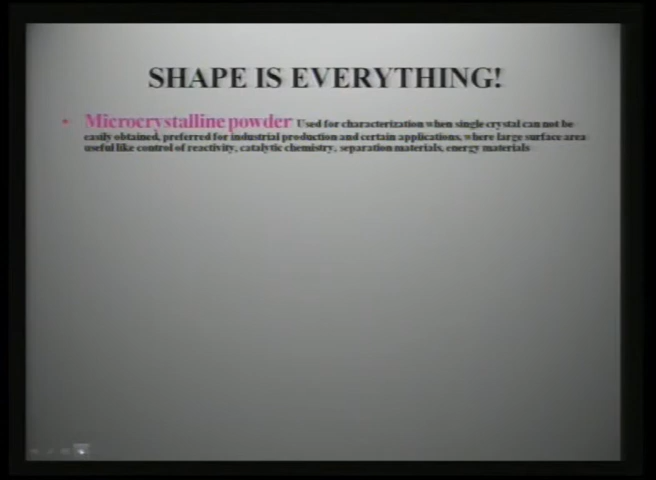 SHAPE IS EVERYTHING!
• Microcrystalline powder Used for characterization when single crystal can not be
easily obtained, preferred for industrial production and certain applications, where large surface area
useful like control of reactivity, catalytic chemistry, separation materials, energy materials